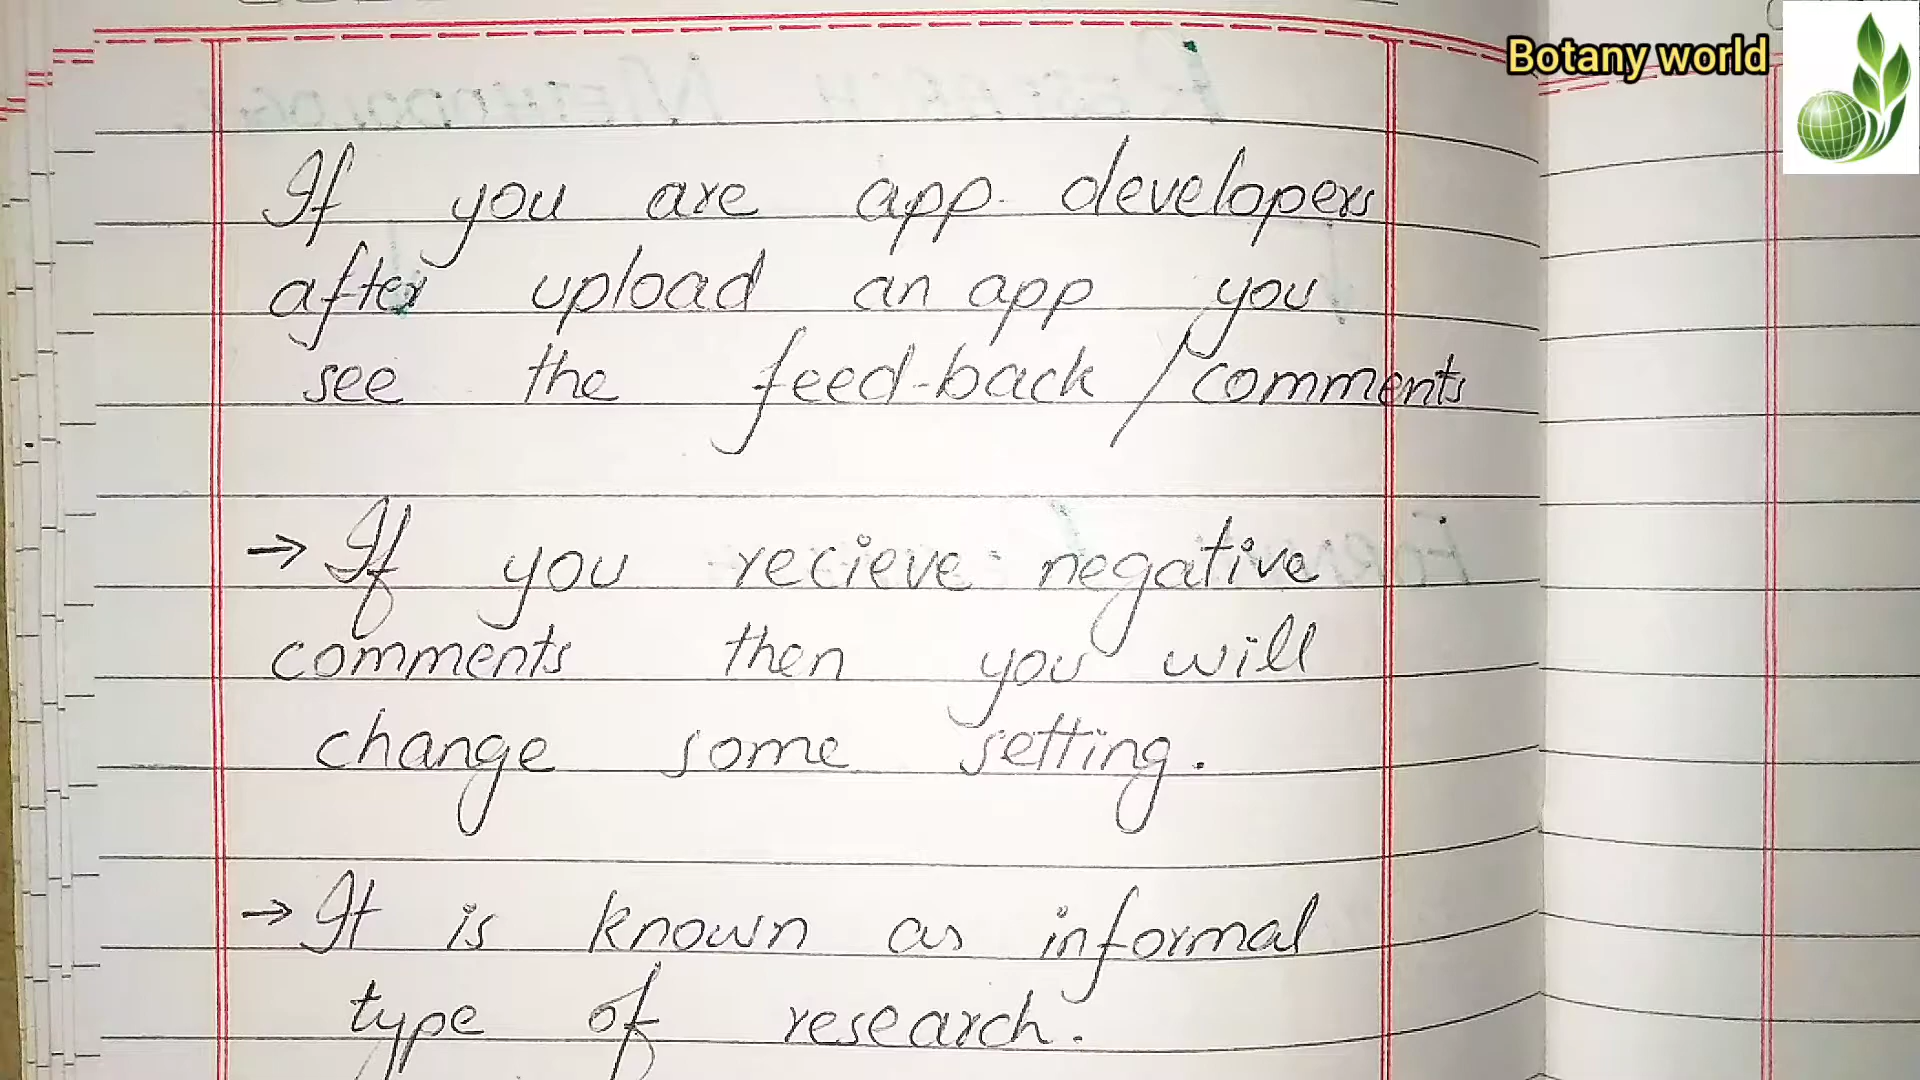 Botany world
If you are app developers
after upload an app you
see the feed-back / comments
→ If you recieve negative
comments then you will
change some setting.
→ It is known as informal
type of research.